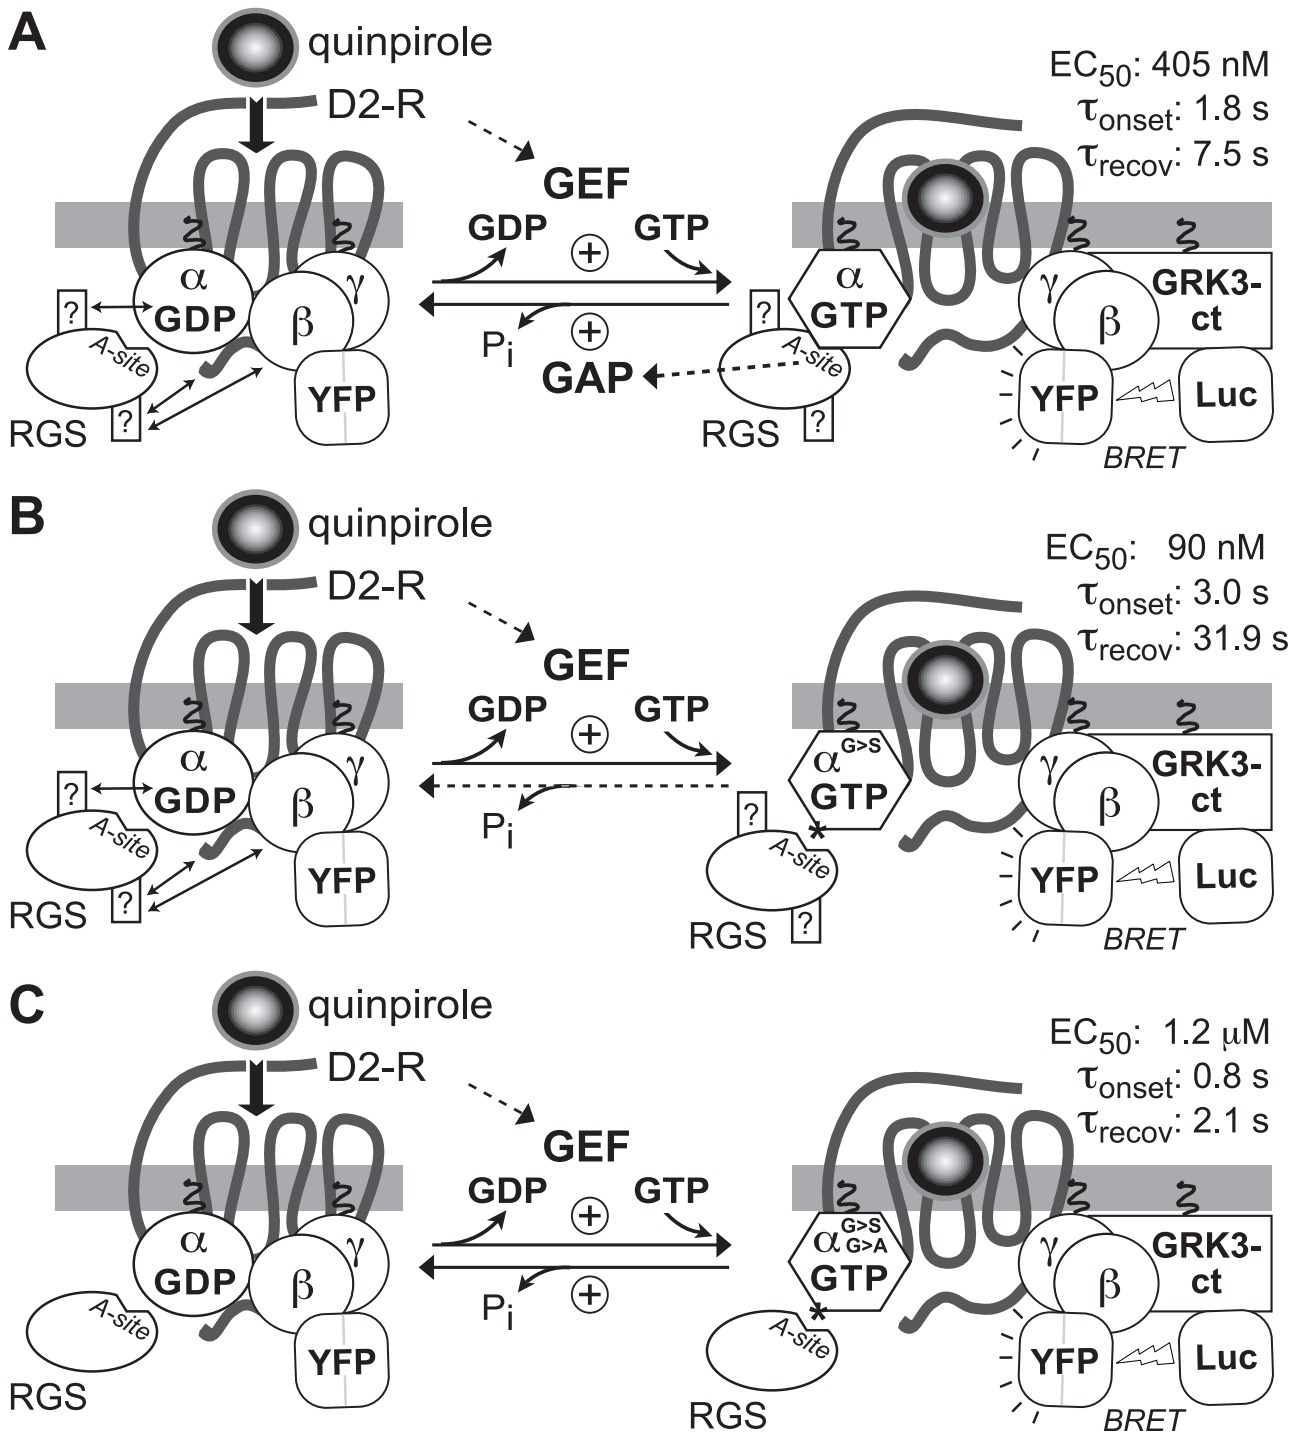 A
quinpirole
D2-R
EC50: 405 nM
τonset: 1.8 s
τrecov: 7.5 s
GEF
GDP + GTP
α
GDP
β
γ
YFP
?
A-site
?
RGS
Pi
+
GAP
α
GTP
?
A-site
?
RGS
γ
β
GRK3-
ct
YFP
Luc
BRET
B
quinpirole
D2-R
EC50: 90 nM
τonset: 3.0 s
τrecov: 31.9 s
GEF
GDP + GTP
α
GDP
β
γ
YFP
?
A-site
?
RGS
Pi
αG>S
GTP
*
?
A-site
?
RGS
γ
β
GRK3-
ct
YFP
Luc
BRET
C
quinpirole
D2-R
EC50: 1.2 μM
τonset: 0.8 s
τrecov: 2.1 s
GEF
GDP + GTP
α
GDP
β
γ
YFP
A-site
RGS
Pi
+
G>S
α G>A
GTP
*
A-site
RGS
γ
β
GRK3-
ct
YFP
Luc
BRET